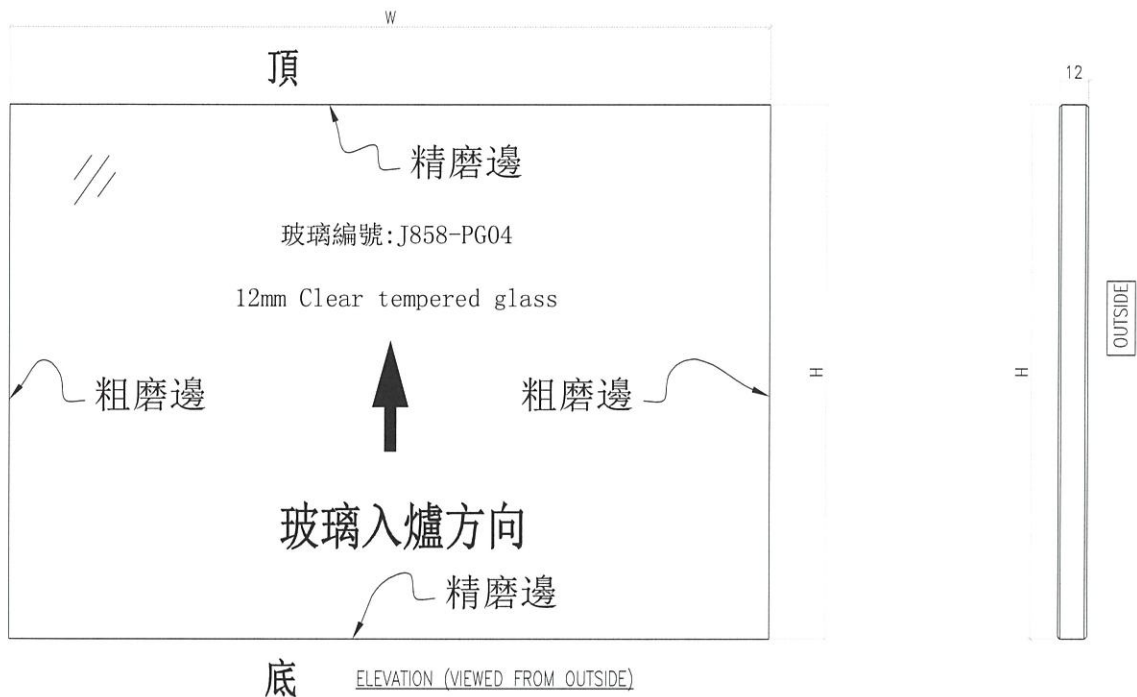 W
頂
12
精磨邊
玻璃編號:J858-PG04
12mm Clear tempered glass
OUTSIDE
H
H
粗磨邊
粗磨邊
玻璃入爐方向
精磨邊
底
ELEVATION (VIEWED FROM OUTSIDE)